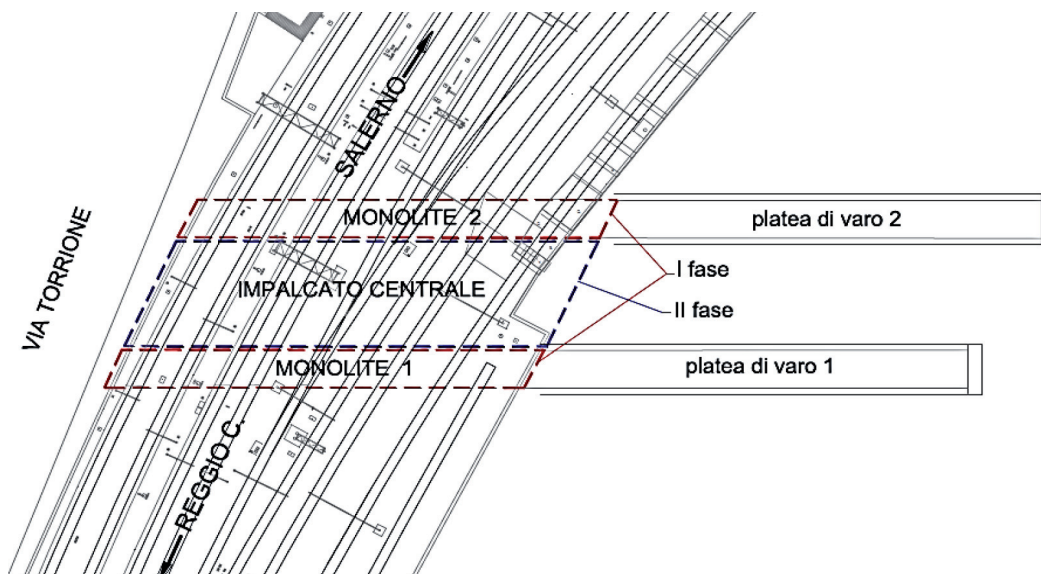 SALERNO
VIA TORRIONE
MONOLITE 2
platea di varo 2
I fase
IMPALCATO CENTRALE
II fase
MONOLITE 1
platea di varo 1
REGGIO C.